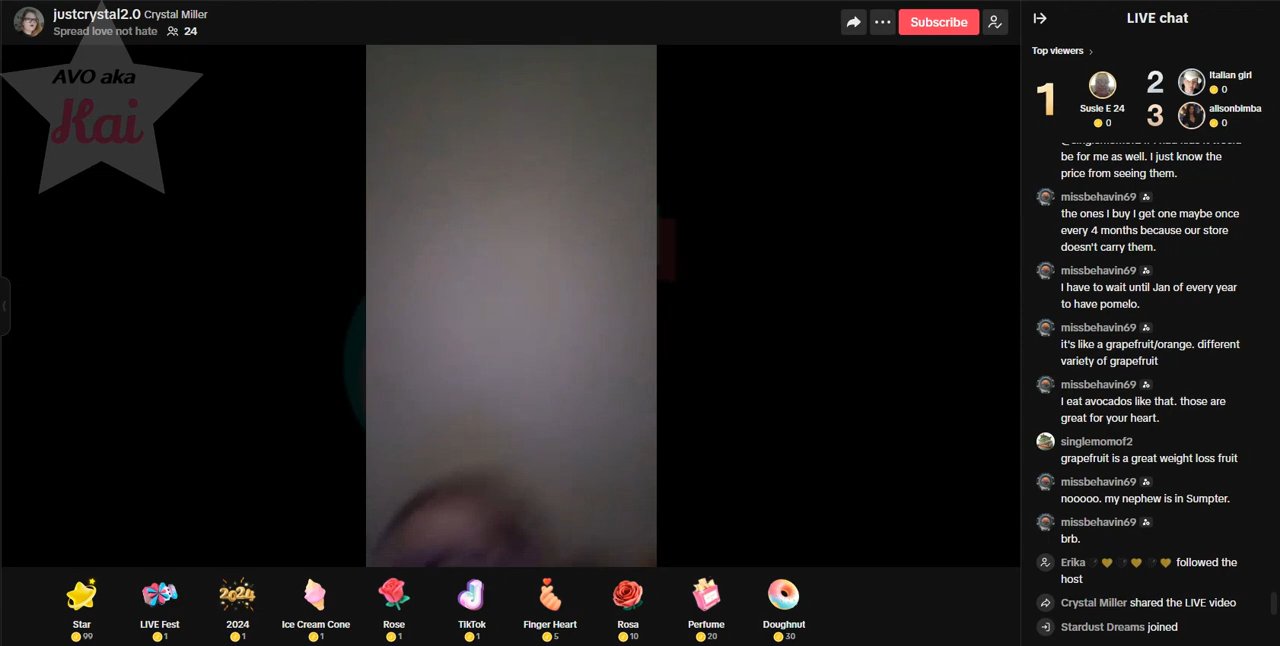 justcrystal2.0 Crystal Miller
Spread love not hate 24
Subscribe
AVO aka
Kai
LIVE chat
Top viewers
1
Susie E 24
0
2
Italian girl
0
3
alisonbimba
0
be for me as well. I just know the
price from seeing them.
missbehavin69
the ones I buy I get one maybe once
every 4 months because our store
doesn't carry them.
missbehavin69
I have to wait until Jan of every year
to have pomelo.
missbehavin69
it's like a grapefruit/orange. different
variety of grapefruit
missbehavin69
I eat avocados like that. those are
great for your heart.
singlemomof2
grapefruit is a great weight loss fruit
missbehavin69
nooooo. my nephew is in Sumpter.
missbehavin69
brb.
Erika 🖤💛🖤💛🖤💛 followed the
host
Crystal Miller shared the LIVE video
Stardust Dreams joined
2024
Star
99
LIVE Fest
1
2024
1
Ice Cream Cone
1
Rose
1
TikTok
1
Finger Heart
5
Rosa
10
Perfume
20
Doughnut
30